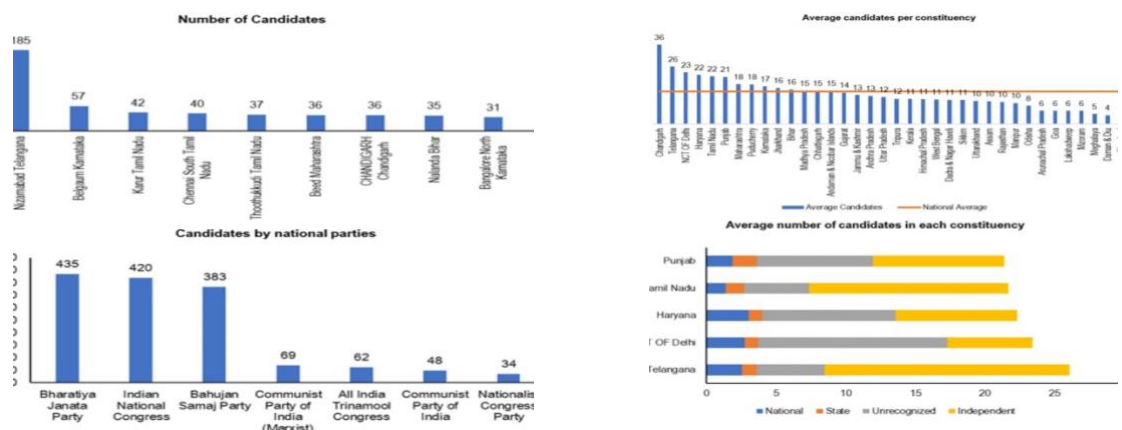 Number of Candidates
185
57
42
40
37
36
36
35
31
Nizamabad Telangana
Belgaum Karnataka
Karur Tamil Nadu
Chennai South Tamil
Nadu
Thoothukkudi Tamil Nadu
Beed Maharashtra
CHANDIGARH
Chandigarh
Nalanda Bihar
Bangalore North
Karnataka
Average candidates per constituency
36
26
23
22
22
21
18
18
17
16
16
15
15
15
14
13
13
12
12
11
11
11
11
11
10
10
10
10
8
6
6
6
6
5
4
Chandigarh
Telangana
NCT OF Delhi
Haryana
Tamil Nadu
Punjab
Maharashtra
Puducherry
Karnataka
Jharkhand
Bihar
Madhya Pradesh
Chhattisgarh
Andaman & Nicobar Islands
Gujarat
Jammu & Kashmir
Andhra Pradesh
Uttar Pradesh
Tripura
Kerala
Himachal Pradesh
West Bengal
Dadra & Nagar Haveli
Sikkim
Uttarakhand
Assam
Rajasthan
Manipur
Odisha
Arunachal Pradesh
Goa
Lakshadweep
Mizoram
Meghalaya
Daman & Diu
Average Candidates
National Average
Candidates by national parties
435
420
383
69
62
48
34
Bharatiya
Janata
Party
Indian
National
Congress
Bahujan
Samaj Party
Communist
Party of
India
(Marxist)
All India
Trinamool
Congress
Communist
Party of
India
Nationalis
Congress
Party
Average number of candidates in each constituency
Punjab
amil Nadu
Haryana
T OF Delhi
Telangana
0
5
10
15
20
25
National
State
Unrecognized
Independent